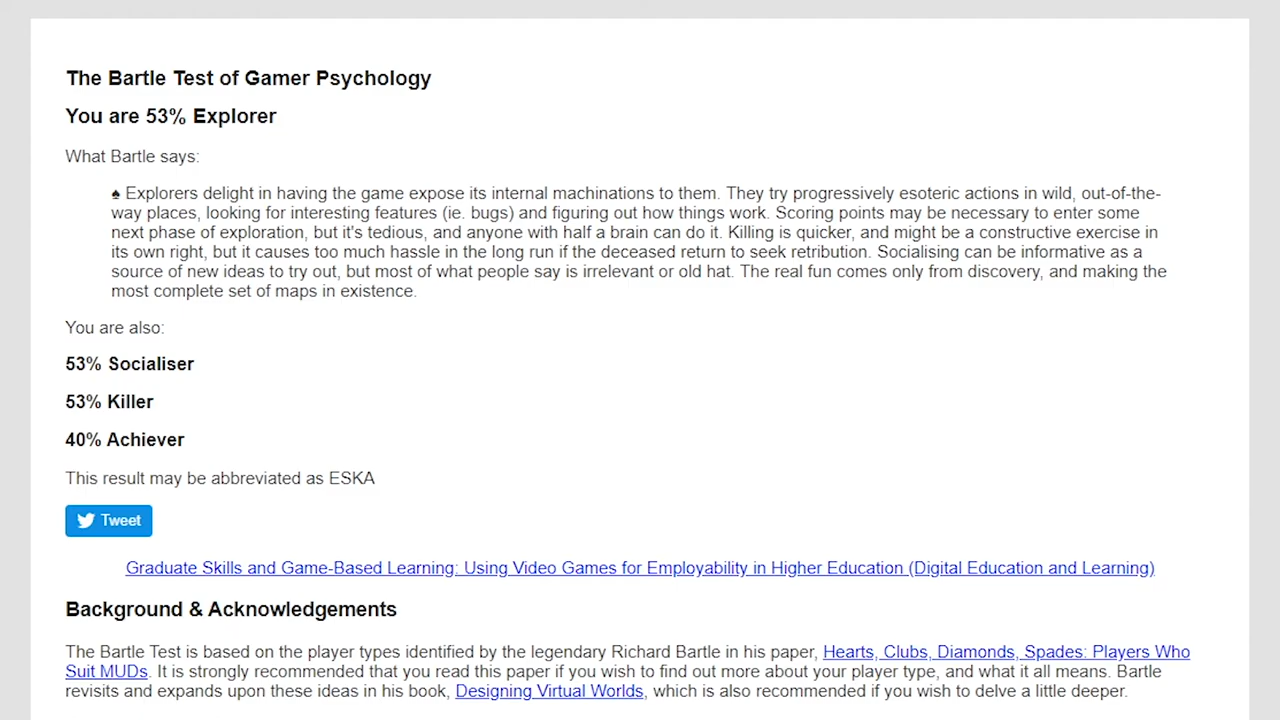 The Bartle Test of Gamer Psychology
You are 53% Explorer
What Bartle says:
♠ Explorers delight in having the game expose its internal machinations to them. They try progressively esoteric actions in wild, out-of-the-
way places, looking for interesting features (ie. bugs) and figuring out how things work. Scoring points may be necessary to enter some
next phase of exploration, but it's tedious, and anyone with half a brain can do it. Killing is quicker, and might be a constructive exercise in
its own right, but it causes too much hassle in the long run if the deceased return to seek retribution. Socialising can be informative as a
source of new ideas to try out, but most of what people say is irrelevant or old hat. The real fun comes only from discovery, and making the
most complete set of maps in existence.
You are also:
53% Socialiser
53% Killer
40% Achiever
This result may be abbreviated as ESKA
Tweet
Graduate Skills and Game-Based Learning: Using Video Games for Employability in Higher Education (Digital Education and Learning)
Background & Acknowledgements
The Bartle Test is based on the player types identified by the legendary Richard Bartle in his paper, Hearts, Clubs, Diamonds, Spades: Players Who
Suit MUDs. It is strongly recommended that you read this paper if you wish to find out more about your player type, and what it all means. Bartle
revisits and expands upon these ideas in his book, Designing Virtual Worlds, which is also recommended if you wish to delve a little deeper.